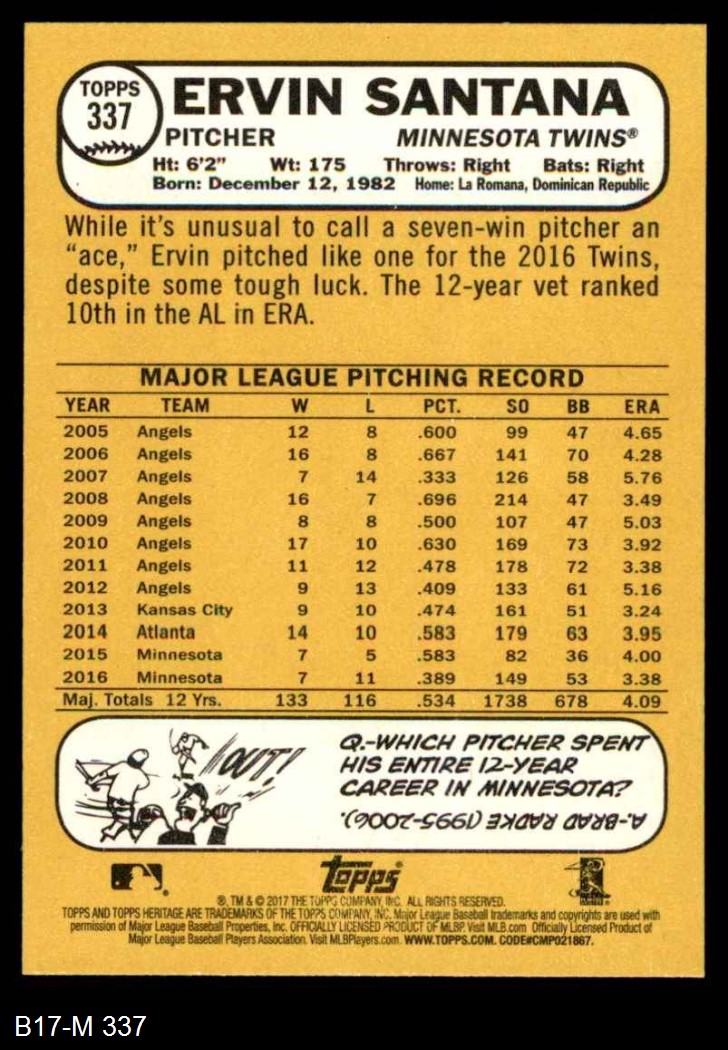 TOPPS
337
ERVIN SANTANA
PITCHER MINNESOTA TWINS®
Ht: 6'2" Wt: 175 Throws: Right Bats: Right
Born: December 12, 1982 Home: La Romana, Dominican Republic
While it's unusual to call a seven-win pitcher an
“ace,” Ervin pitched like one for the 2016 Twins,
despite some tough luck. The 12-year vet ranked
10th in the AL in ERA.
MAJOR LEAGUE PITCHING RECORD
YEAR TEAM W L PCT. SO BB ERA
2005 Angels 12 8 .600 99 47 4.65
2006 Angels 16 8 .667 141 70 4.28
2007 Angels 7 14 .333 126 58 5.76
2008 Angels 16 7 .696 214 47 3.49
2009 Angels 8 8 .500 107 47 5.03
2010 Angels 17 10 .630 169 73 3.92
2011 Angels 11 12 .478 178 72 3.38
2012 Angels 9 13 .409 133 61 5.16
2013 Kansas City 9 10 .474 161 51 3.24
2014 Atlanta 14 10 .583 179 63 3.95
2015 Minnesota 7 5 .583 82 36 4.00
2016 Minnesota 7 11 .389 149 53 3.38
Maj. Totals 12 Yrs. 133 116 .534 1738 678 4.09
OUT!
Q.-WHICH PITCHER SPENT
HIS ENTIRE 12-YEAR
CAREER IN MINNESOTA?
A.-BRAD RADKE (1995-2006).
topps
®, TM & © 2017 THE TOPPS COMPANY, INC. ALL RIGHTS RESERVED.
TOPPS AND TOPPS HERITAGE ARE TRADEMARKS OF THE TOPPS COMPANY, INC. Major League Baseball trademarks and copyrights are used with
permission of Major League Baseball Properties, Inc. OFFICIALLY LICENSED PRODUCT OF MLBP. Visit MLB.com Officially Licensed Product of
Major League Baseball Players Association. Visit MLBPlayers.com. WWW.TOPPS.COM. CODE#CMP021867.
B17-M 337